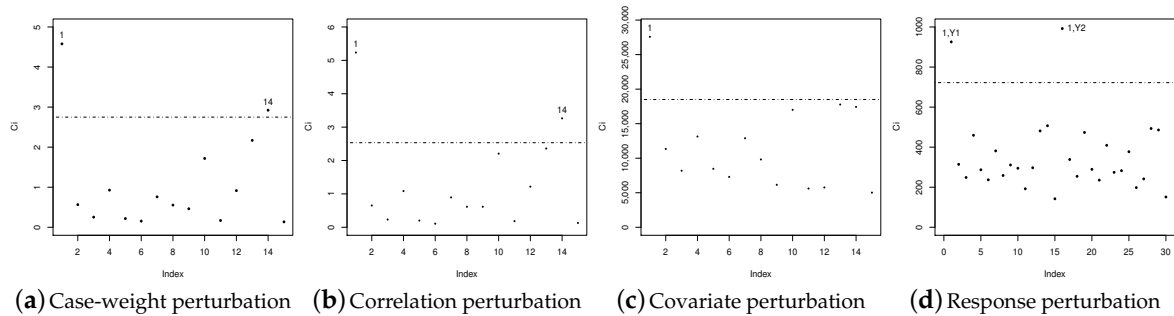 5
4
3
2
1
0
1
14
Ci
2 4 6 8 10 12 14
Index
(a) Case-weight perturbation
6
5
4
3
2
1
0
1
14
Ci
2 4 6 8 10 12 14
Index
(b) Correlation perturbation
30,000
25,000
20,000
15,000
10,000
5,000
0
1
Ci
2 4 6 8 10 12 14
Index
(c) Covariate perturbation
1000
800
600
400
200
0
1,Y1
1,Y2
Ci
0 5 10 15 20 25 30
Index
(d) Response perturbation